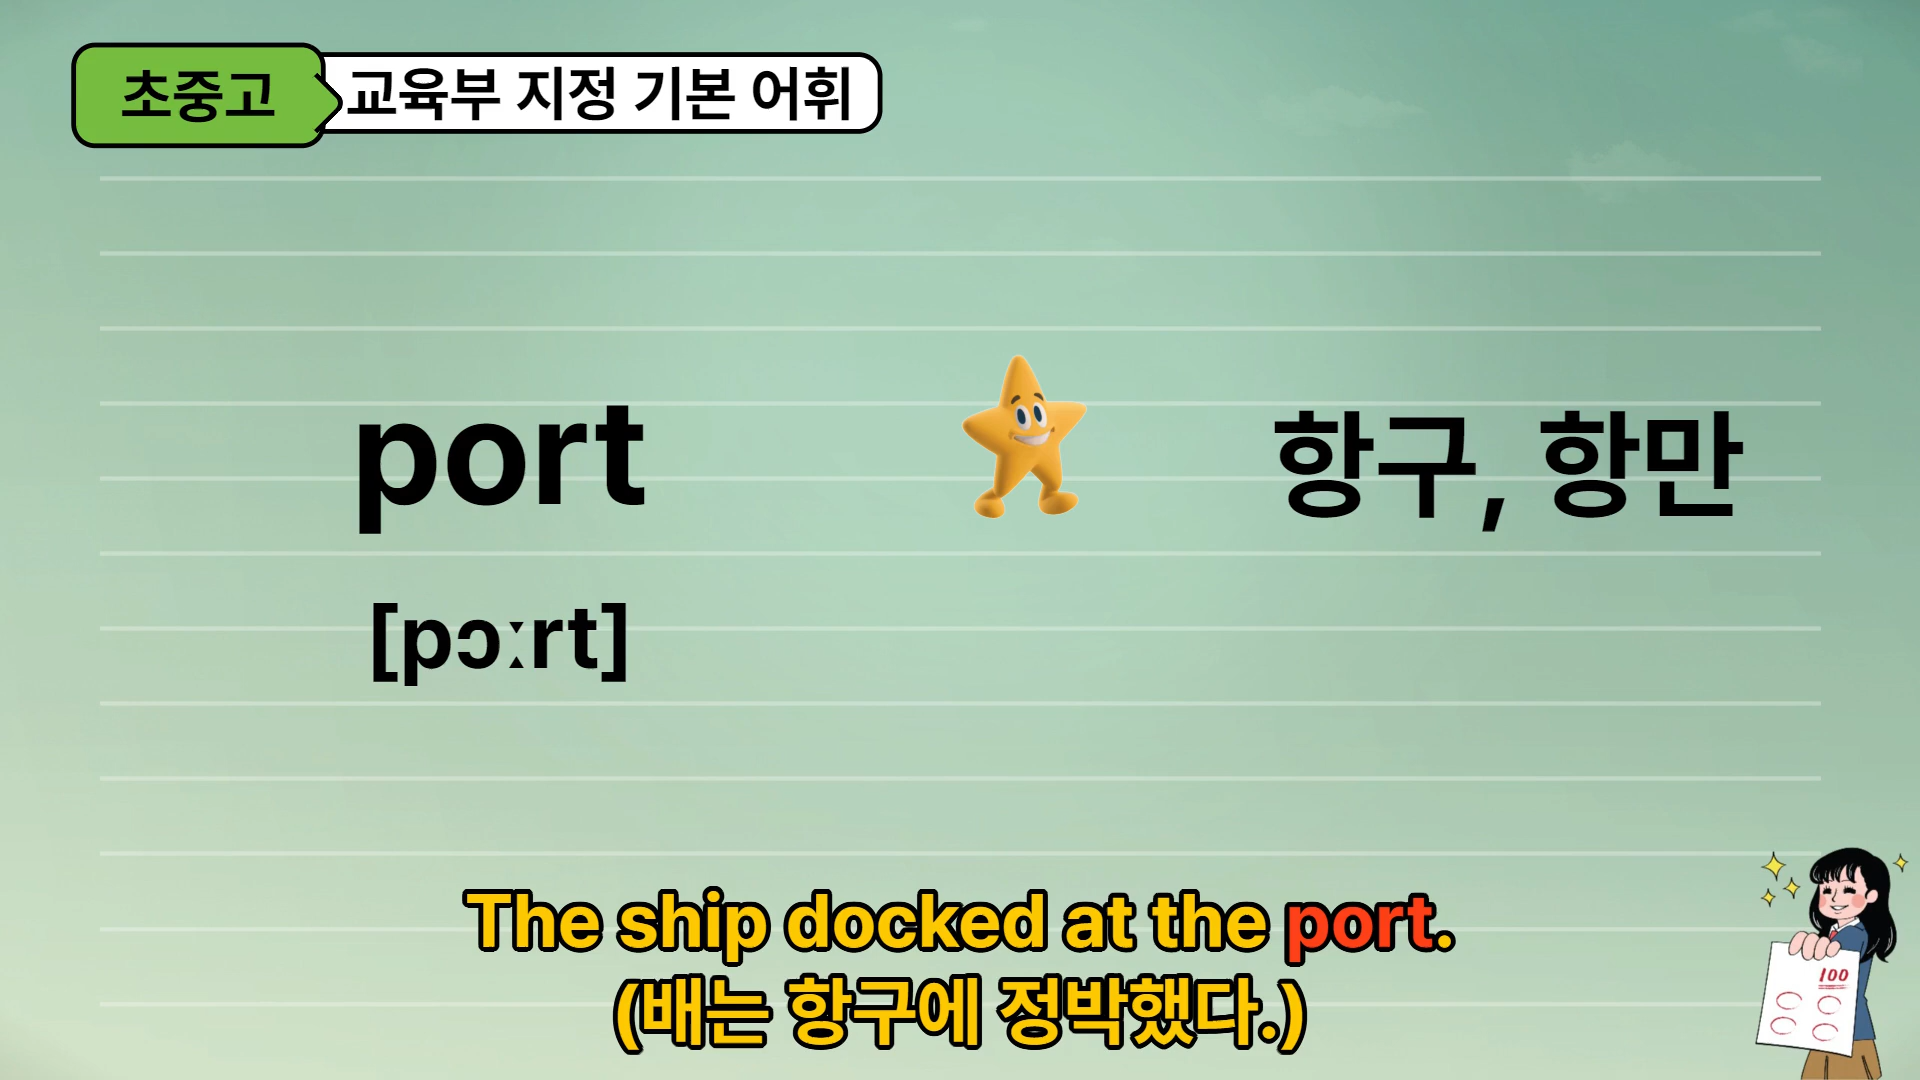 초중고 교육부 지정 기본 어휘
port 항구, 항만
[pɔːrt]
The ship docked at the port.
(배는 항구에 정박했다.)
100